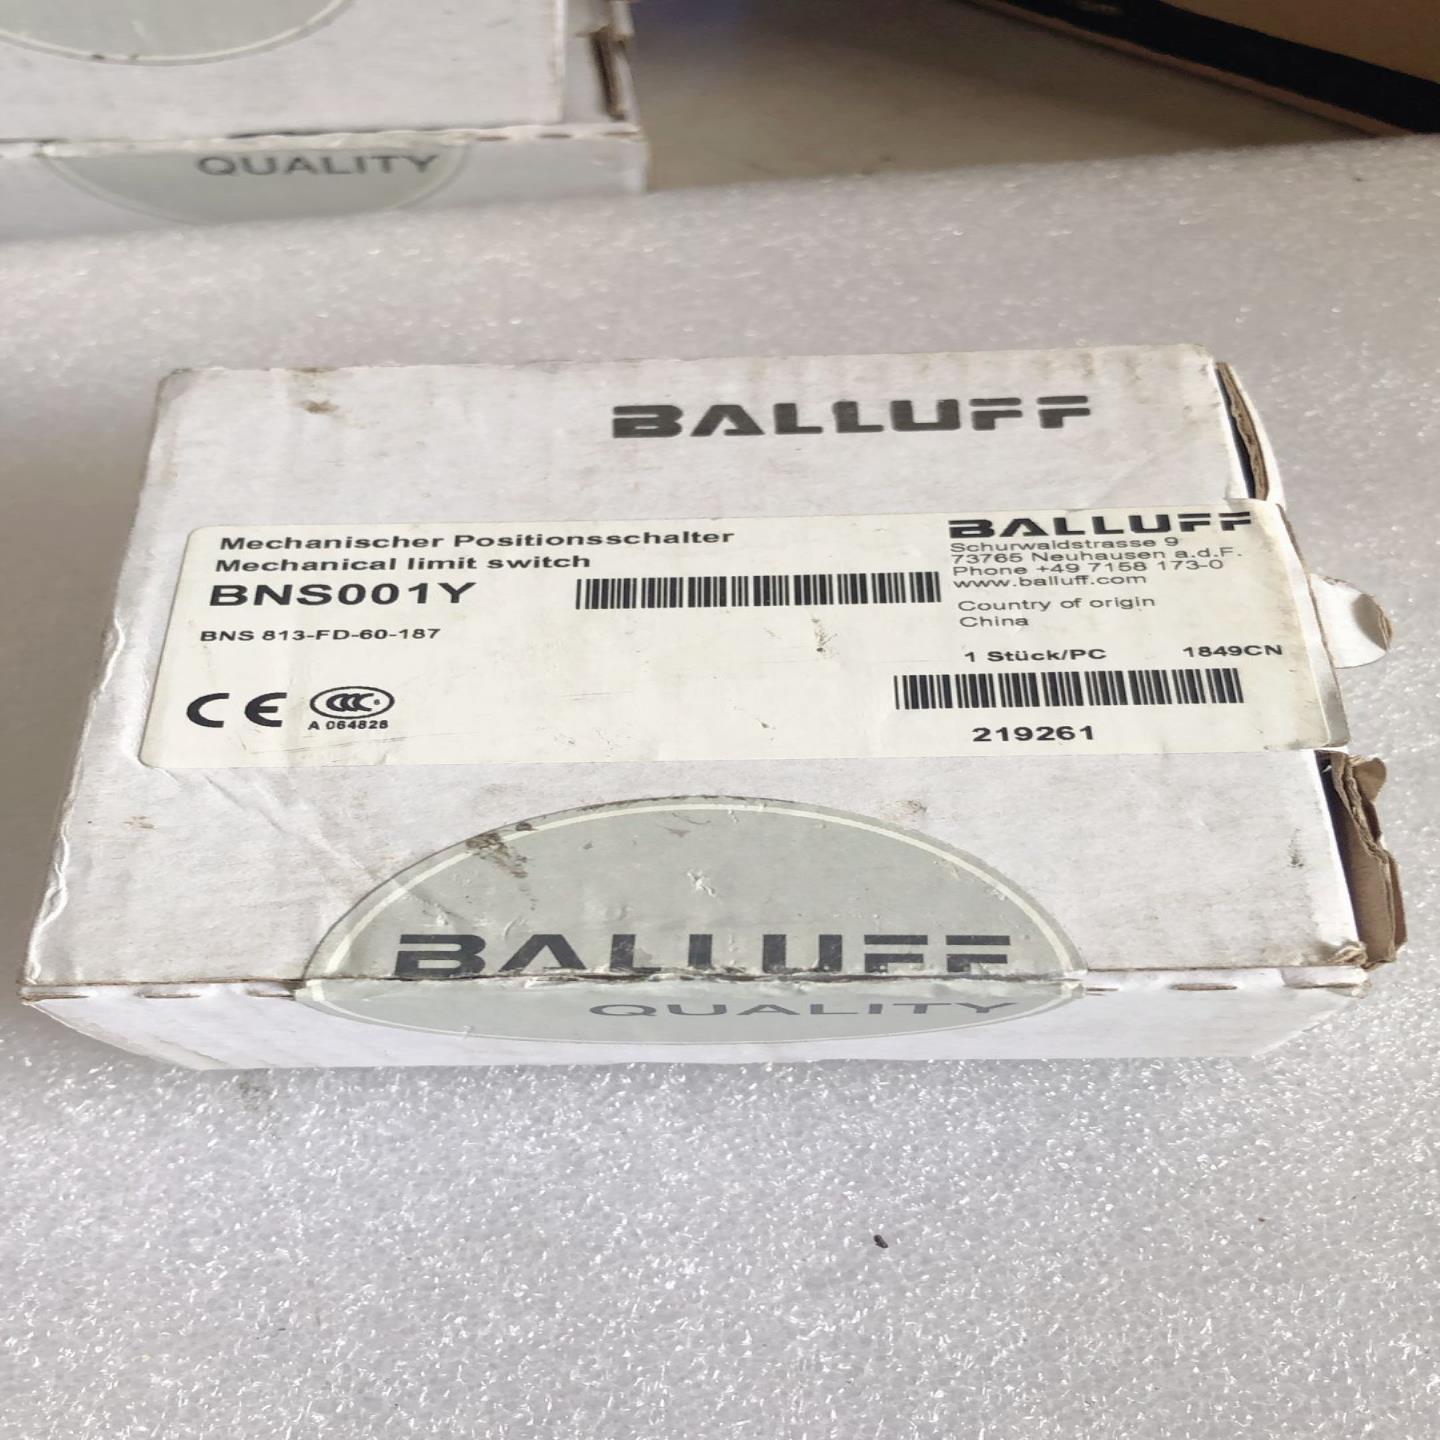 QUALITY
BALLUFF
Mechanischer Positionsschalter
Mechanical limit switch
BNS001Y
BNS 813-FD-60-187
CE
CCC
A 064828
BALLUFF
Schurwaldstrasse 9
73765 Neuhausen a.d.F.
Phone +49 7158 173-0
www.balluff.com
Country of origin
China
1 Stück/PC 1849CN
219261
BALLUFF
QUALITY